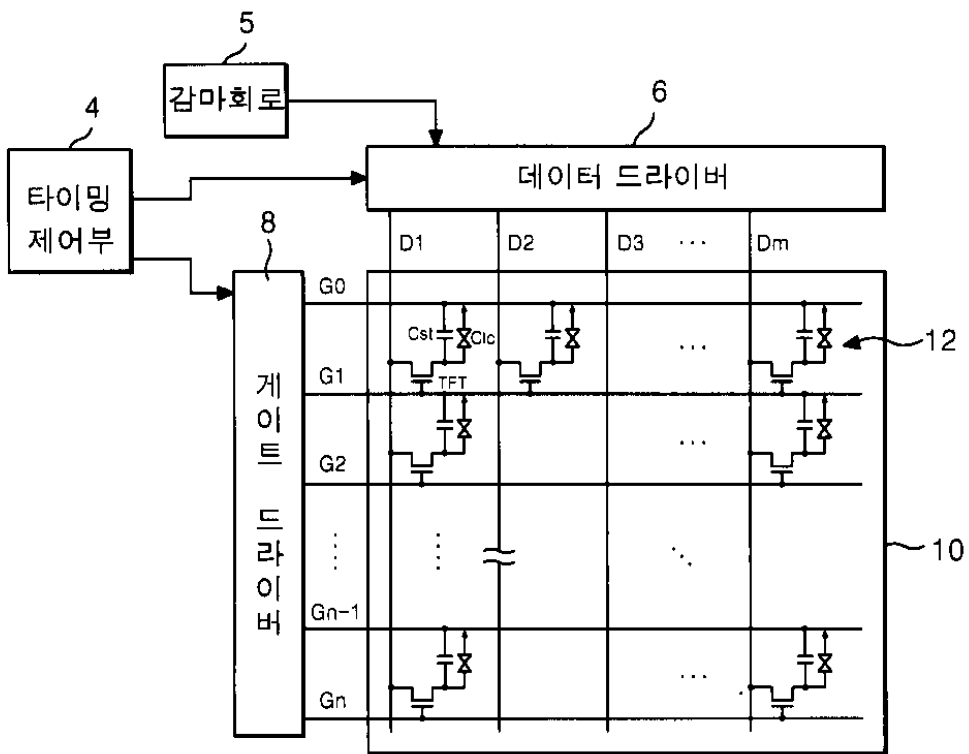 5
감마회로
4
타이밍
제어부
6
데이터 드라이버
8
게이트 드라이버
D1 D2 D3 ... Dm
G0
Cst Clc
... 12
G1 TFT
...
G2
10
Gn-1
...
Gn